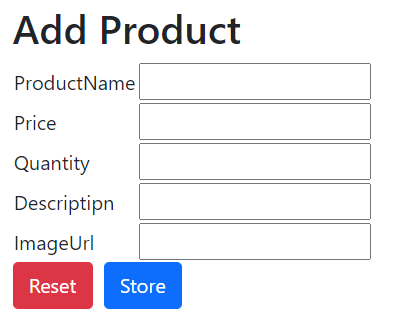 Add Product
ProductName
Price
Quantity
Descriptipn
ImageUrl
Reset Store